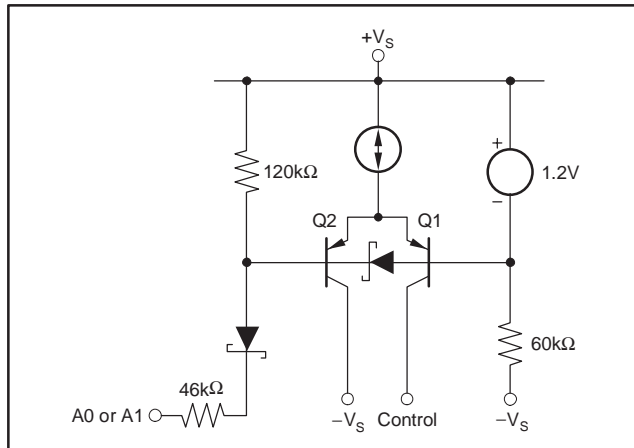 +VS
120kΩ
+
1.2V
−
Q2
Q1
60kΩ
46kΩ
A0 or A1
−VS
Control
−VS